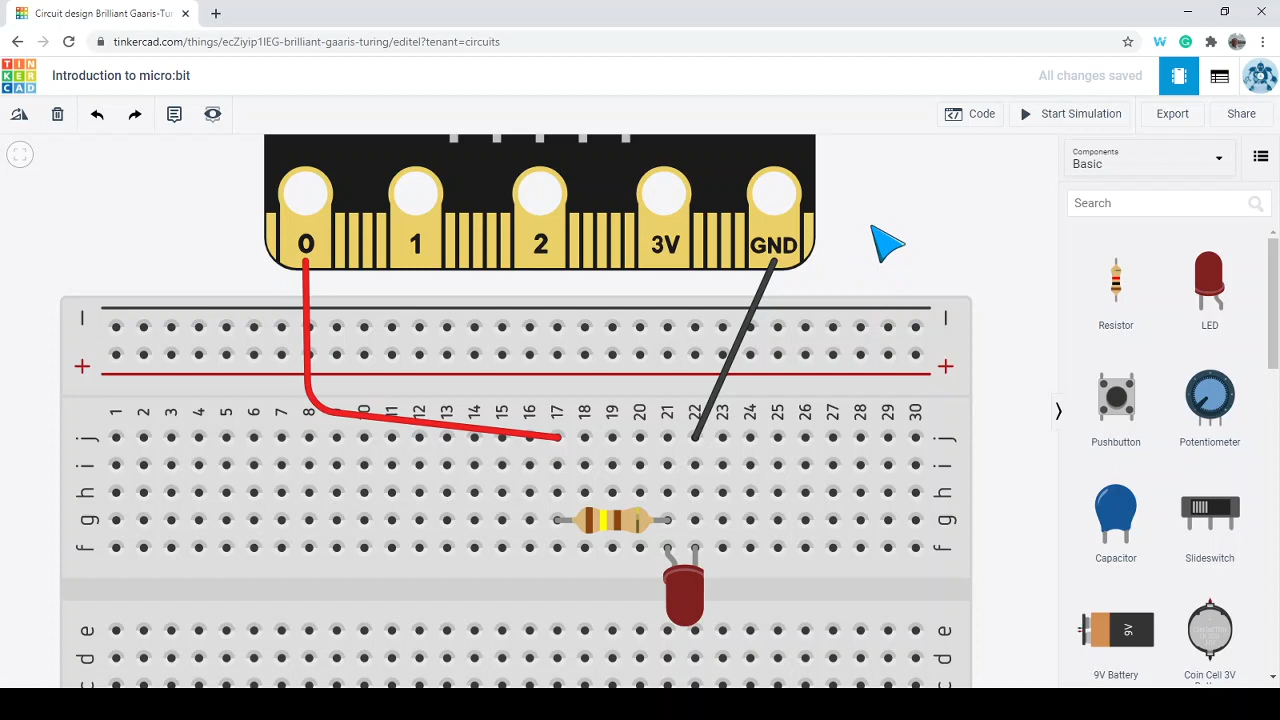 Circuit design Brilliant Gaaris-Tur
tinkercad.com/things/ecZiyip1lEG-brilliant-gaaris-turing/editel?tenant=circuits
TIN
KER
CAD
Introduction to micro:bit
All changes saved
Code
Start Simulation
Export
Share
Components
Basic
Search
0
1
2
3V
GND
Resistor
LED
Pushbutton
Potentiometer
Capacitor
Slideswitch
9V
9V Battery
Coin Cell 3V
1 2 3 4 5 6 7 8 11 12 13 14 15 16 17 18 19 20 21 22 23 24 25 26 27 28 29 30
j j
i i
h h
g g
f f
e e
d d